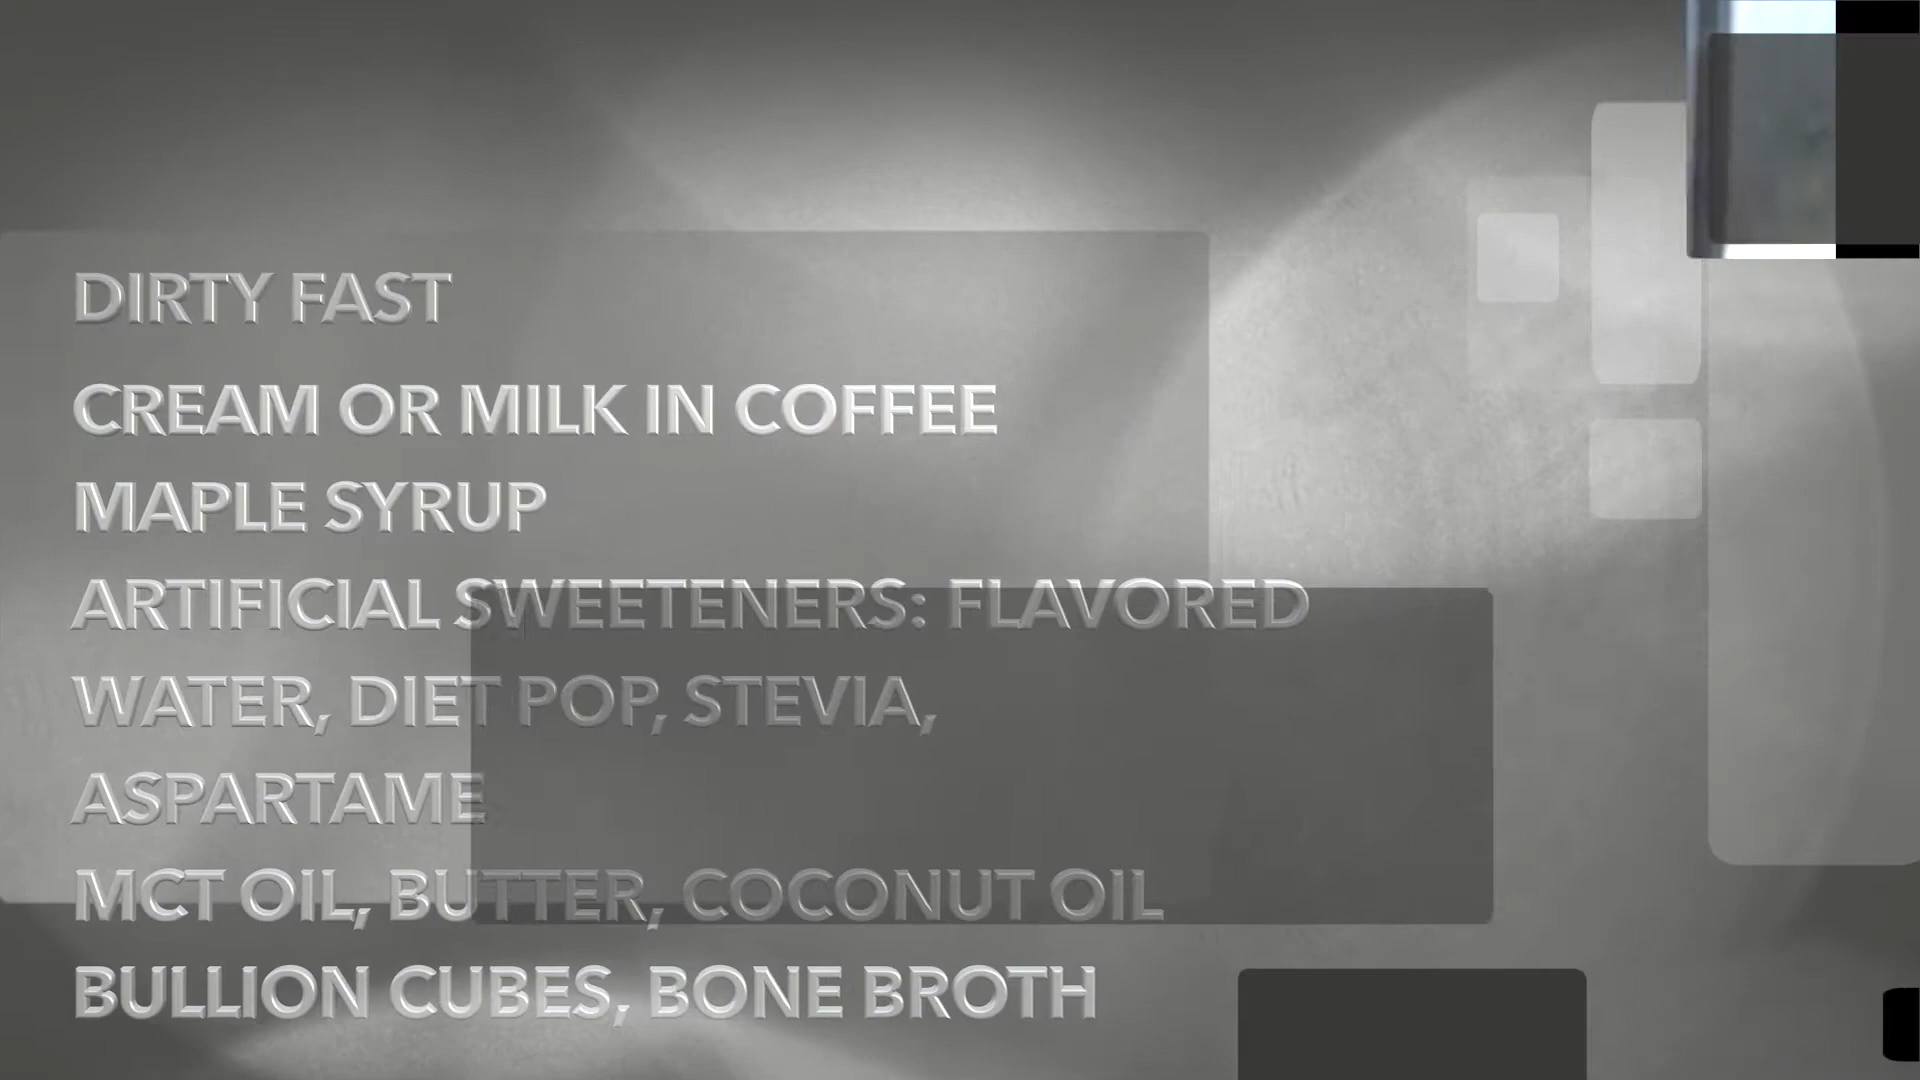 DIRTY FAST
CREAM OR MILK IN COFFEE
MAPLE SYRUP
ARTIFICIAL SWEETENERS: FLAVORED
WATER, DIET POP, STEVIA,
ASPARTAME
MCT OIL, BUTTER, COCONUT OIL
BULLION CUBES, BONE BROTH